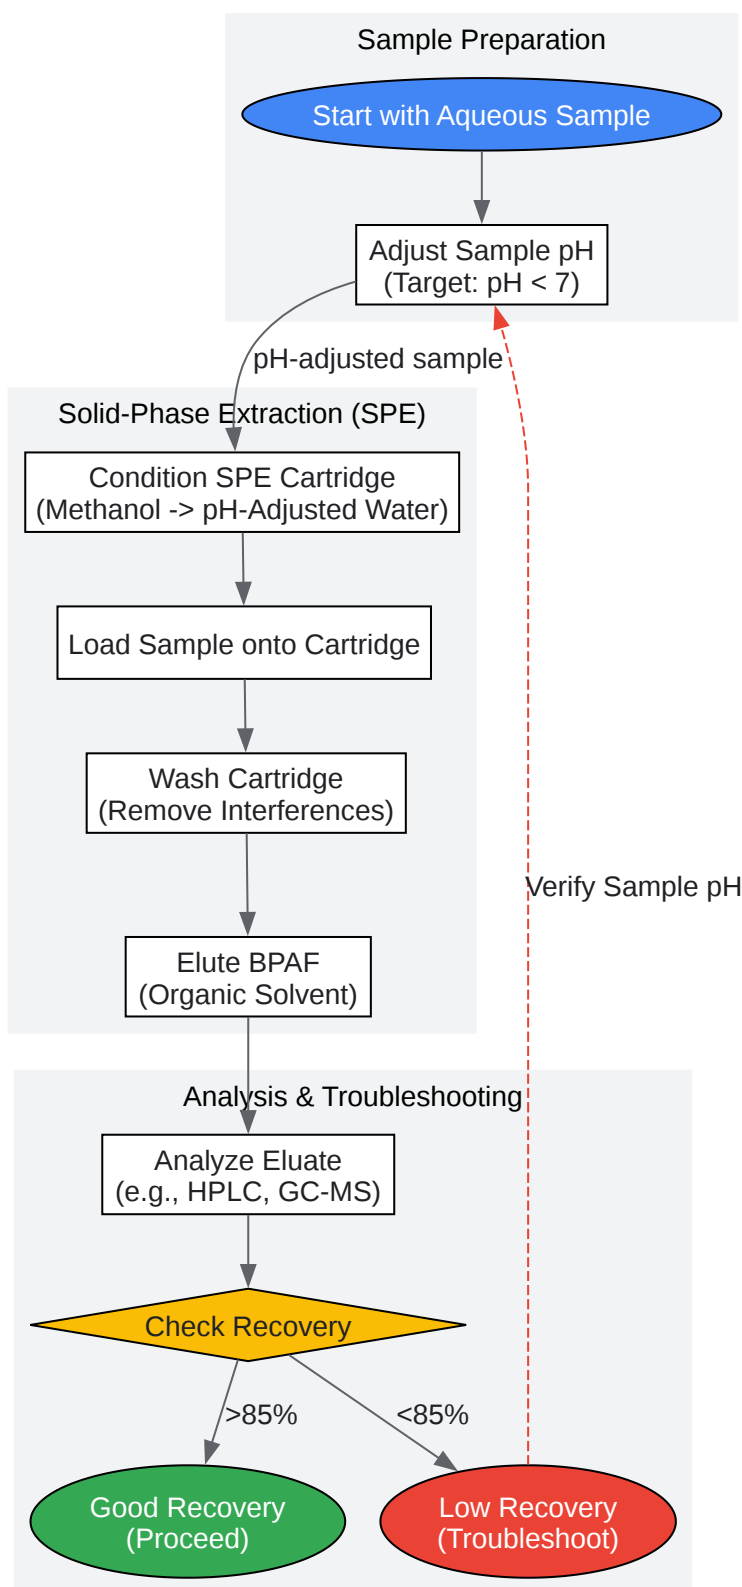 Sample Preparation
Start with Aqueous Sample
Adjust Sample pH
(Target: pH < 7)
pH-adjusted sample
Solid-Phase Extraction (SPE)
Condition SPE Cartridge
(Methanol -> pH-Adjusted Water)
Load Sample onto Cartridge
Wash Cartridge
(Remove Interferences)
Verify Sample pH
Elute BPAF
(Organic Solvent)
Analysis & Troubleshooting
Analyze Eluate
(e.g., HPLC, GC-MS)
Check Recovery
>85%
<85%
Good Recovery
(Proceed)
Low Recovery
(Troubleshoot)